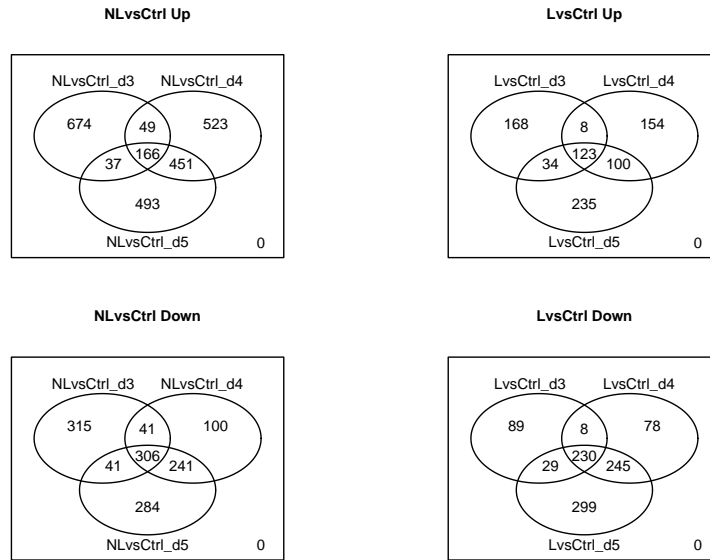 NLvsCtrl Up
NLvsCtrl_d3 NLvsCtrl_d4
674 49 523
166
37 451
493
NLvsCtrl_d5 0
LvsCtrl Up
LvsCtrl_d3 LvsCtrl_d4
168 8 154
123
34 100
235
LvsCtrl_d5 0
NLvsCtrl Down
NLvsCtrl_d3 NLvsCtrl_d4
315 41 100
306
41 241
284
NLvsCtrl_d5 0
LvsCtrl Down
LvsCtrl_d3 LvsCtrl_d4
89 8 78
230
29 245
299
LvsCtrl_d5 0